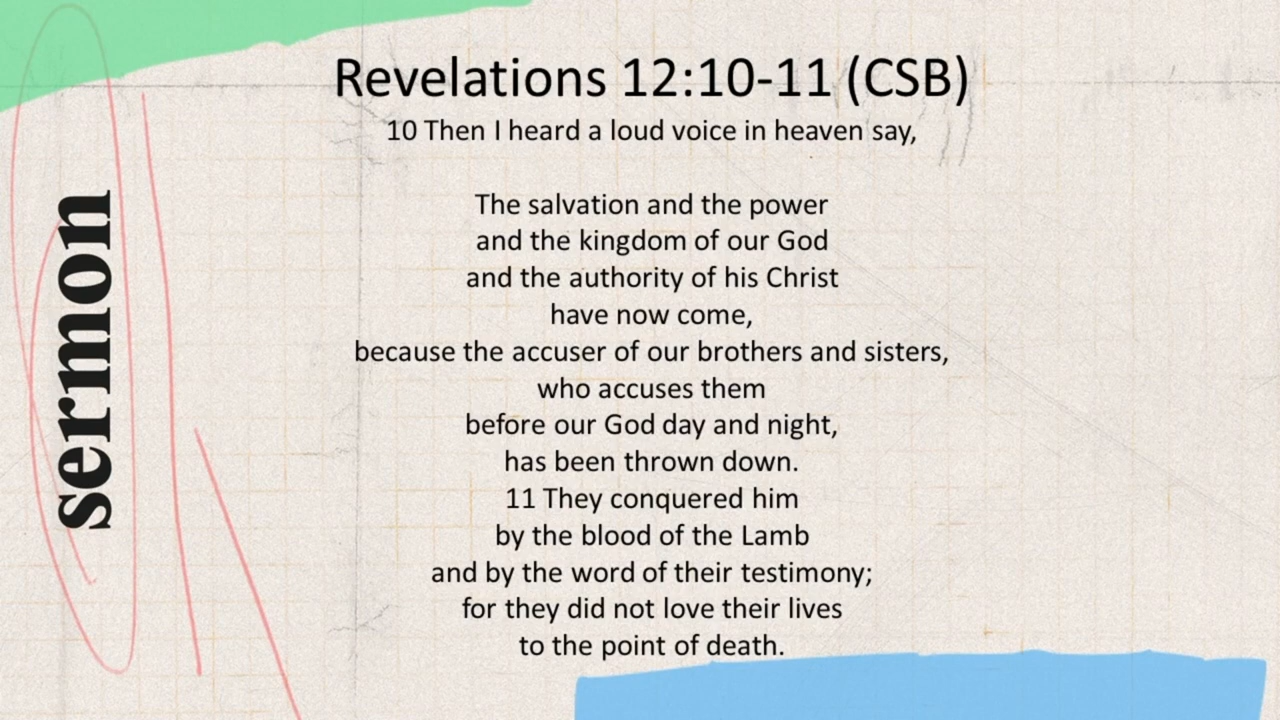 sermon
Revelations 12:10-11 (CSB)
10 Then I heard a loud voice in heaven say,
The salvation and the power
and the kingdom of our God
and the authority of his Christ
have now come,
because the accuser of our brothers and sisters,
who accuses them
before our God day and night,
has been thrown down.
11 They conquered him
by the blood of the Lamb
and by the word of their testimony;
for they did not love their lives
to the point of death.